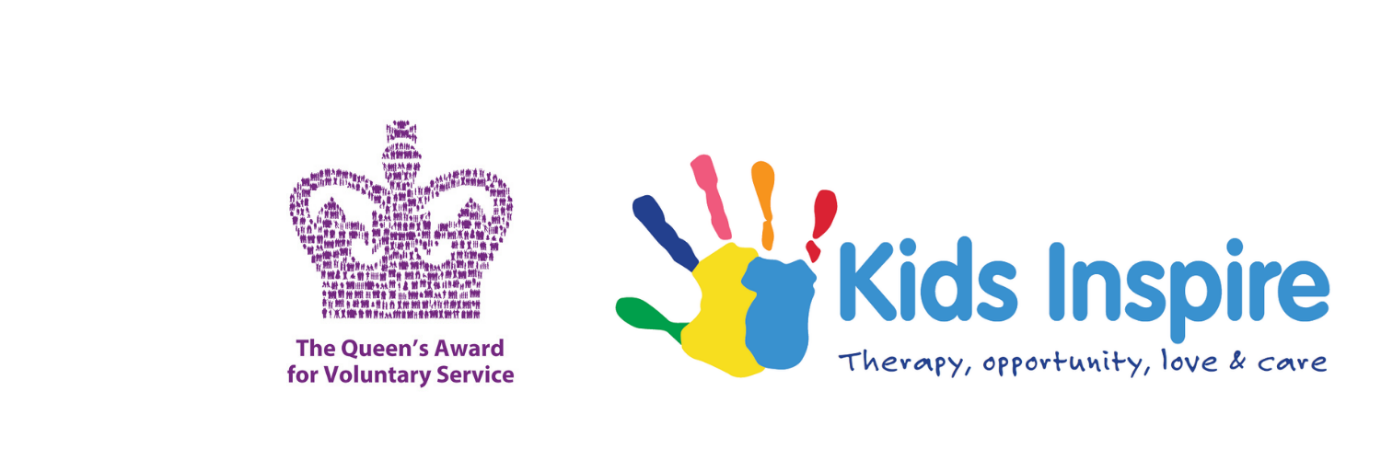 The Queen’s Award
for Voluntary Service
Kids Inspire
Therapy, opportunity, love & care